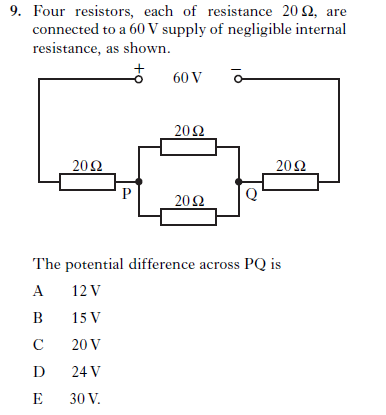 9. Four resistors, each of resistance 20 Ω, are
connected to a 60 V supply of negligible internal
resistance, as shown.
+ –
60 V
20 Ω
20 Ω 20 Ω
P Q
20 Ω
The potential difference across PQ is
A 12 V
B 15 V
C 20 V
D 24 V
E 30 V.